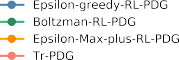 Epsilon-greedy-RL-PDG
Boltzman-RL-PDG
Epsilon-Max-plus-RL-PDG
Tr-PDG